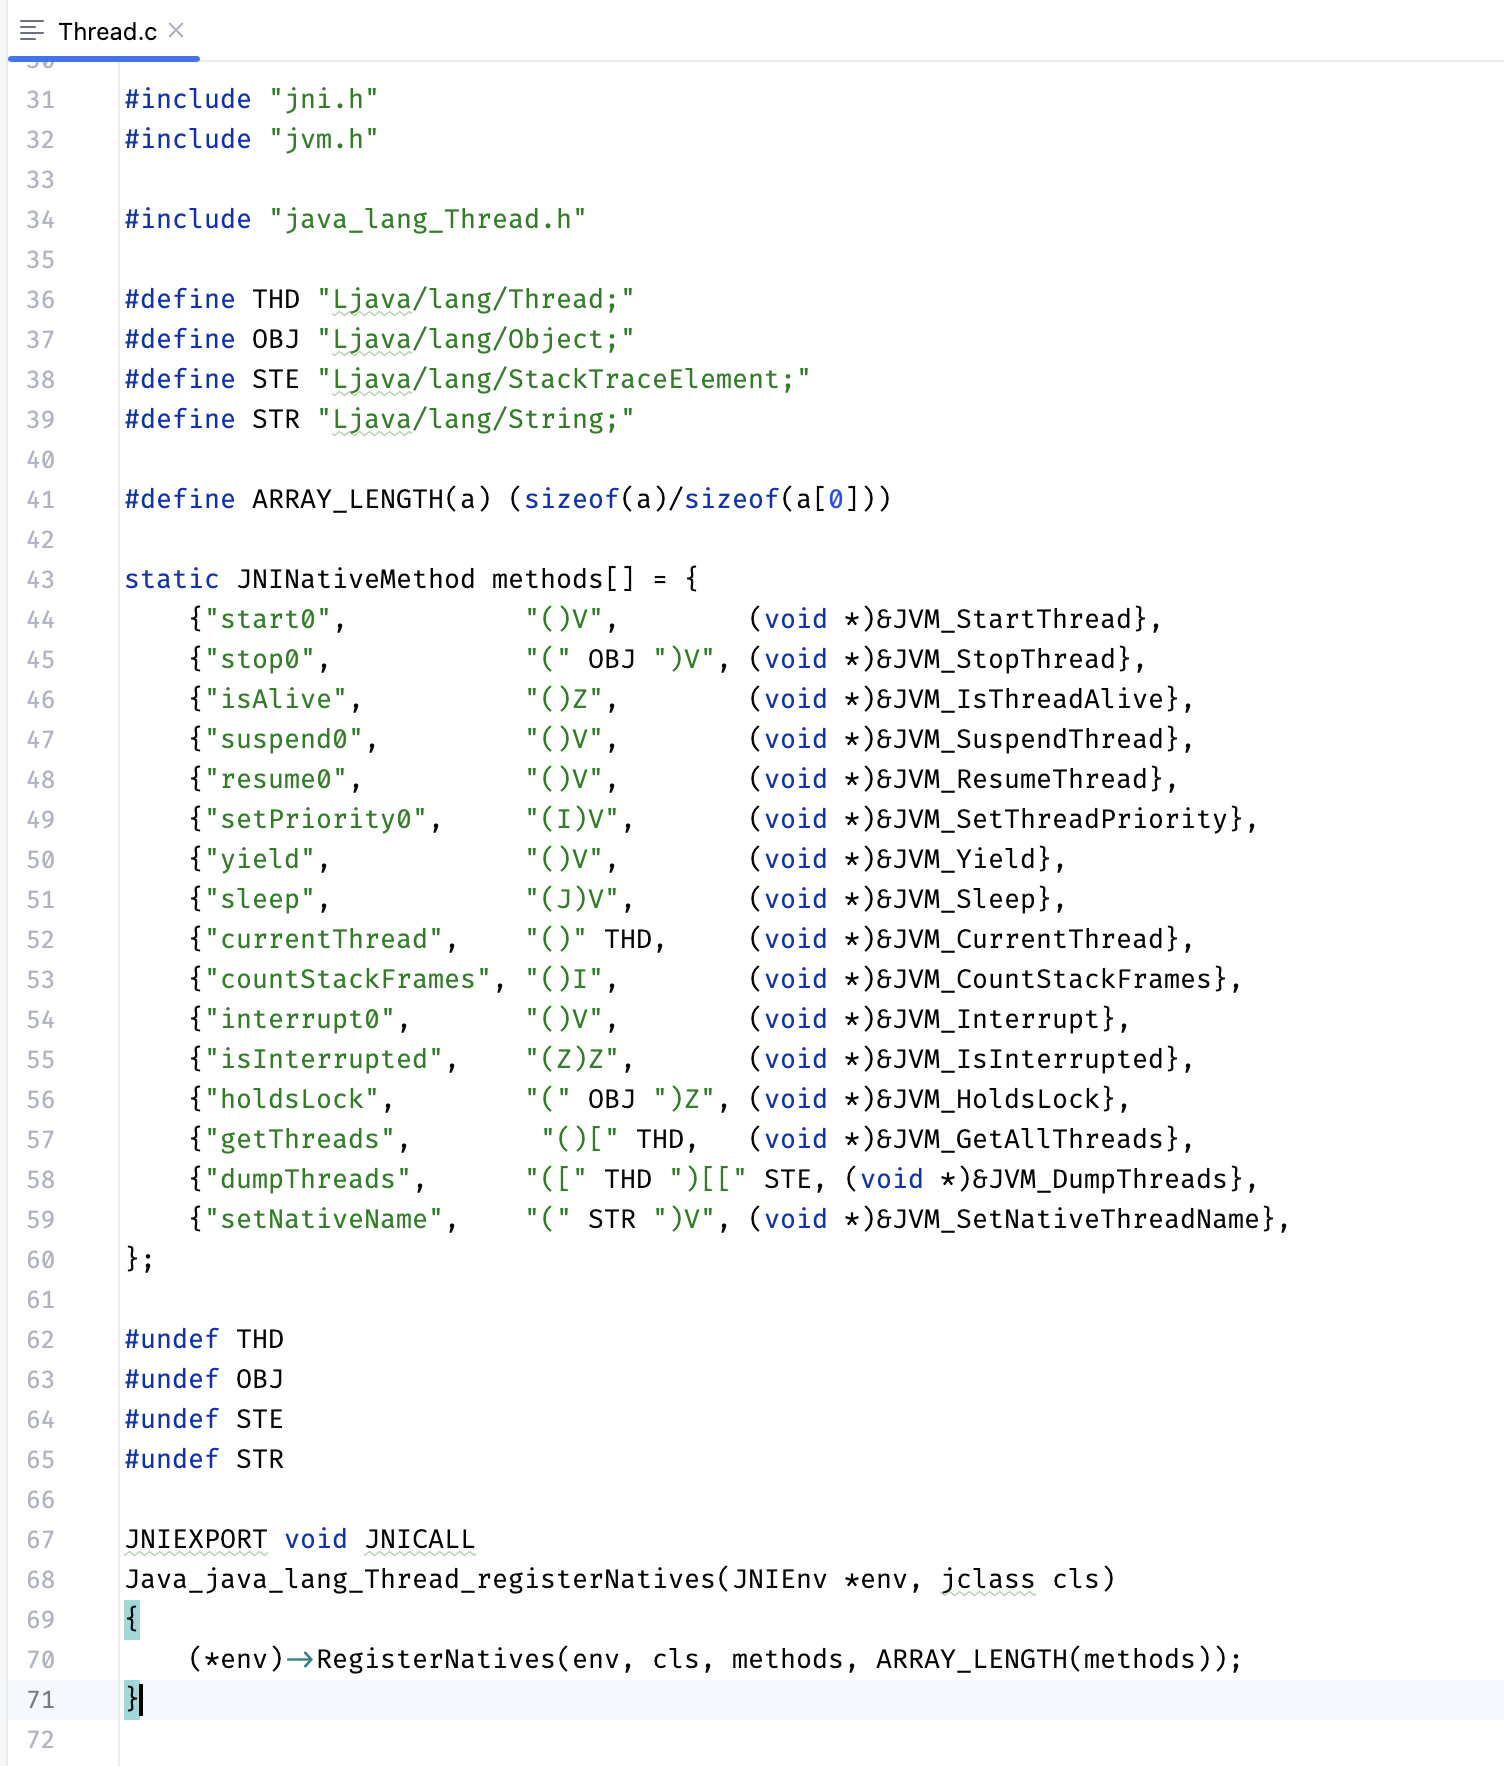 Thread.c
30
31 #include "jni.h"
32 #include "jvm.h"
33
34 #include "java_lang_Thread.h"
35
36 #define THD "Ljava/lang/Thread;"
37 #define OBJ "Ljava/lang/Object;"
38 #define STE "Ljava/lang/StackTraceElement;"
39 #define STR "Ljava/lang/String;"
40
41 #define ARRAY_LENGTH(a) (sizeof(a)/sizeof(a[0]))
42
43 static JNINativeMethod methods[] = {
44     {"start0",           "()V",        (void *)&JVM_StartThread},
45     {"stop0",            "(" OBJ ")V", (void *)&JVM_StopThread},
46     {"isAlive",          "()Z",        (void *)&JVM_IsThreadAlive},
47     {"suspend0",         "()V",        (void *)&JVM_SuspendThread},
48     {"resume0",          "()V",        (void *)&JVM_ResumeThread},
49     {"setPriority0",     "(I)V",       (void *)&JVM_SetThreadPriority},
50     {"yield",            "()V",        (void *)&JVM_Yield},
51     {"sleep",            "(J)V",       (void *)&JVM_Sleep},
52     {"currentThread",    "()" THD,     (void *)&JVM_CurrentThread},
53     {"countStackFrames", "()I",        (void *)&JVM_CountStackFrames},
54     {"interrupt0",       "()V",        (void *)&JVM_Interrupt},
55     {"isInterrupted",    "(Z)Z",       (void *)&JVM_IsInterrupted},
56     {"holdsLock",        "(" OBJ ")Z", (void *)&JVM_HoldsLock},
57     {"getThreads",        "()[" THD,   (void *)&JVM_GetAllThreads},
58     {"dumpThreads",      "([" THD ")[[" STE, (void *)&JVM_DumpThreads},
59     {"setNativeName",    "(" STR ")V", (void *)&JVM_SetNativeThreadName},
60 };
61
62 #undef THD
63 #undef OBJ
64 #undef STE
65 #undef STR
66
67 JNIEXPORT void JNICALL
68 Java_java_lang_Thread_registerNatives(JNIEnv *env, jclass cls)
69 {
70     (*env)->RegisterNatives(env, cls, methods, ARRAY_LENGTH(methods));
71 }
72